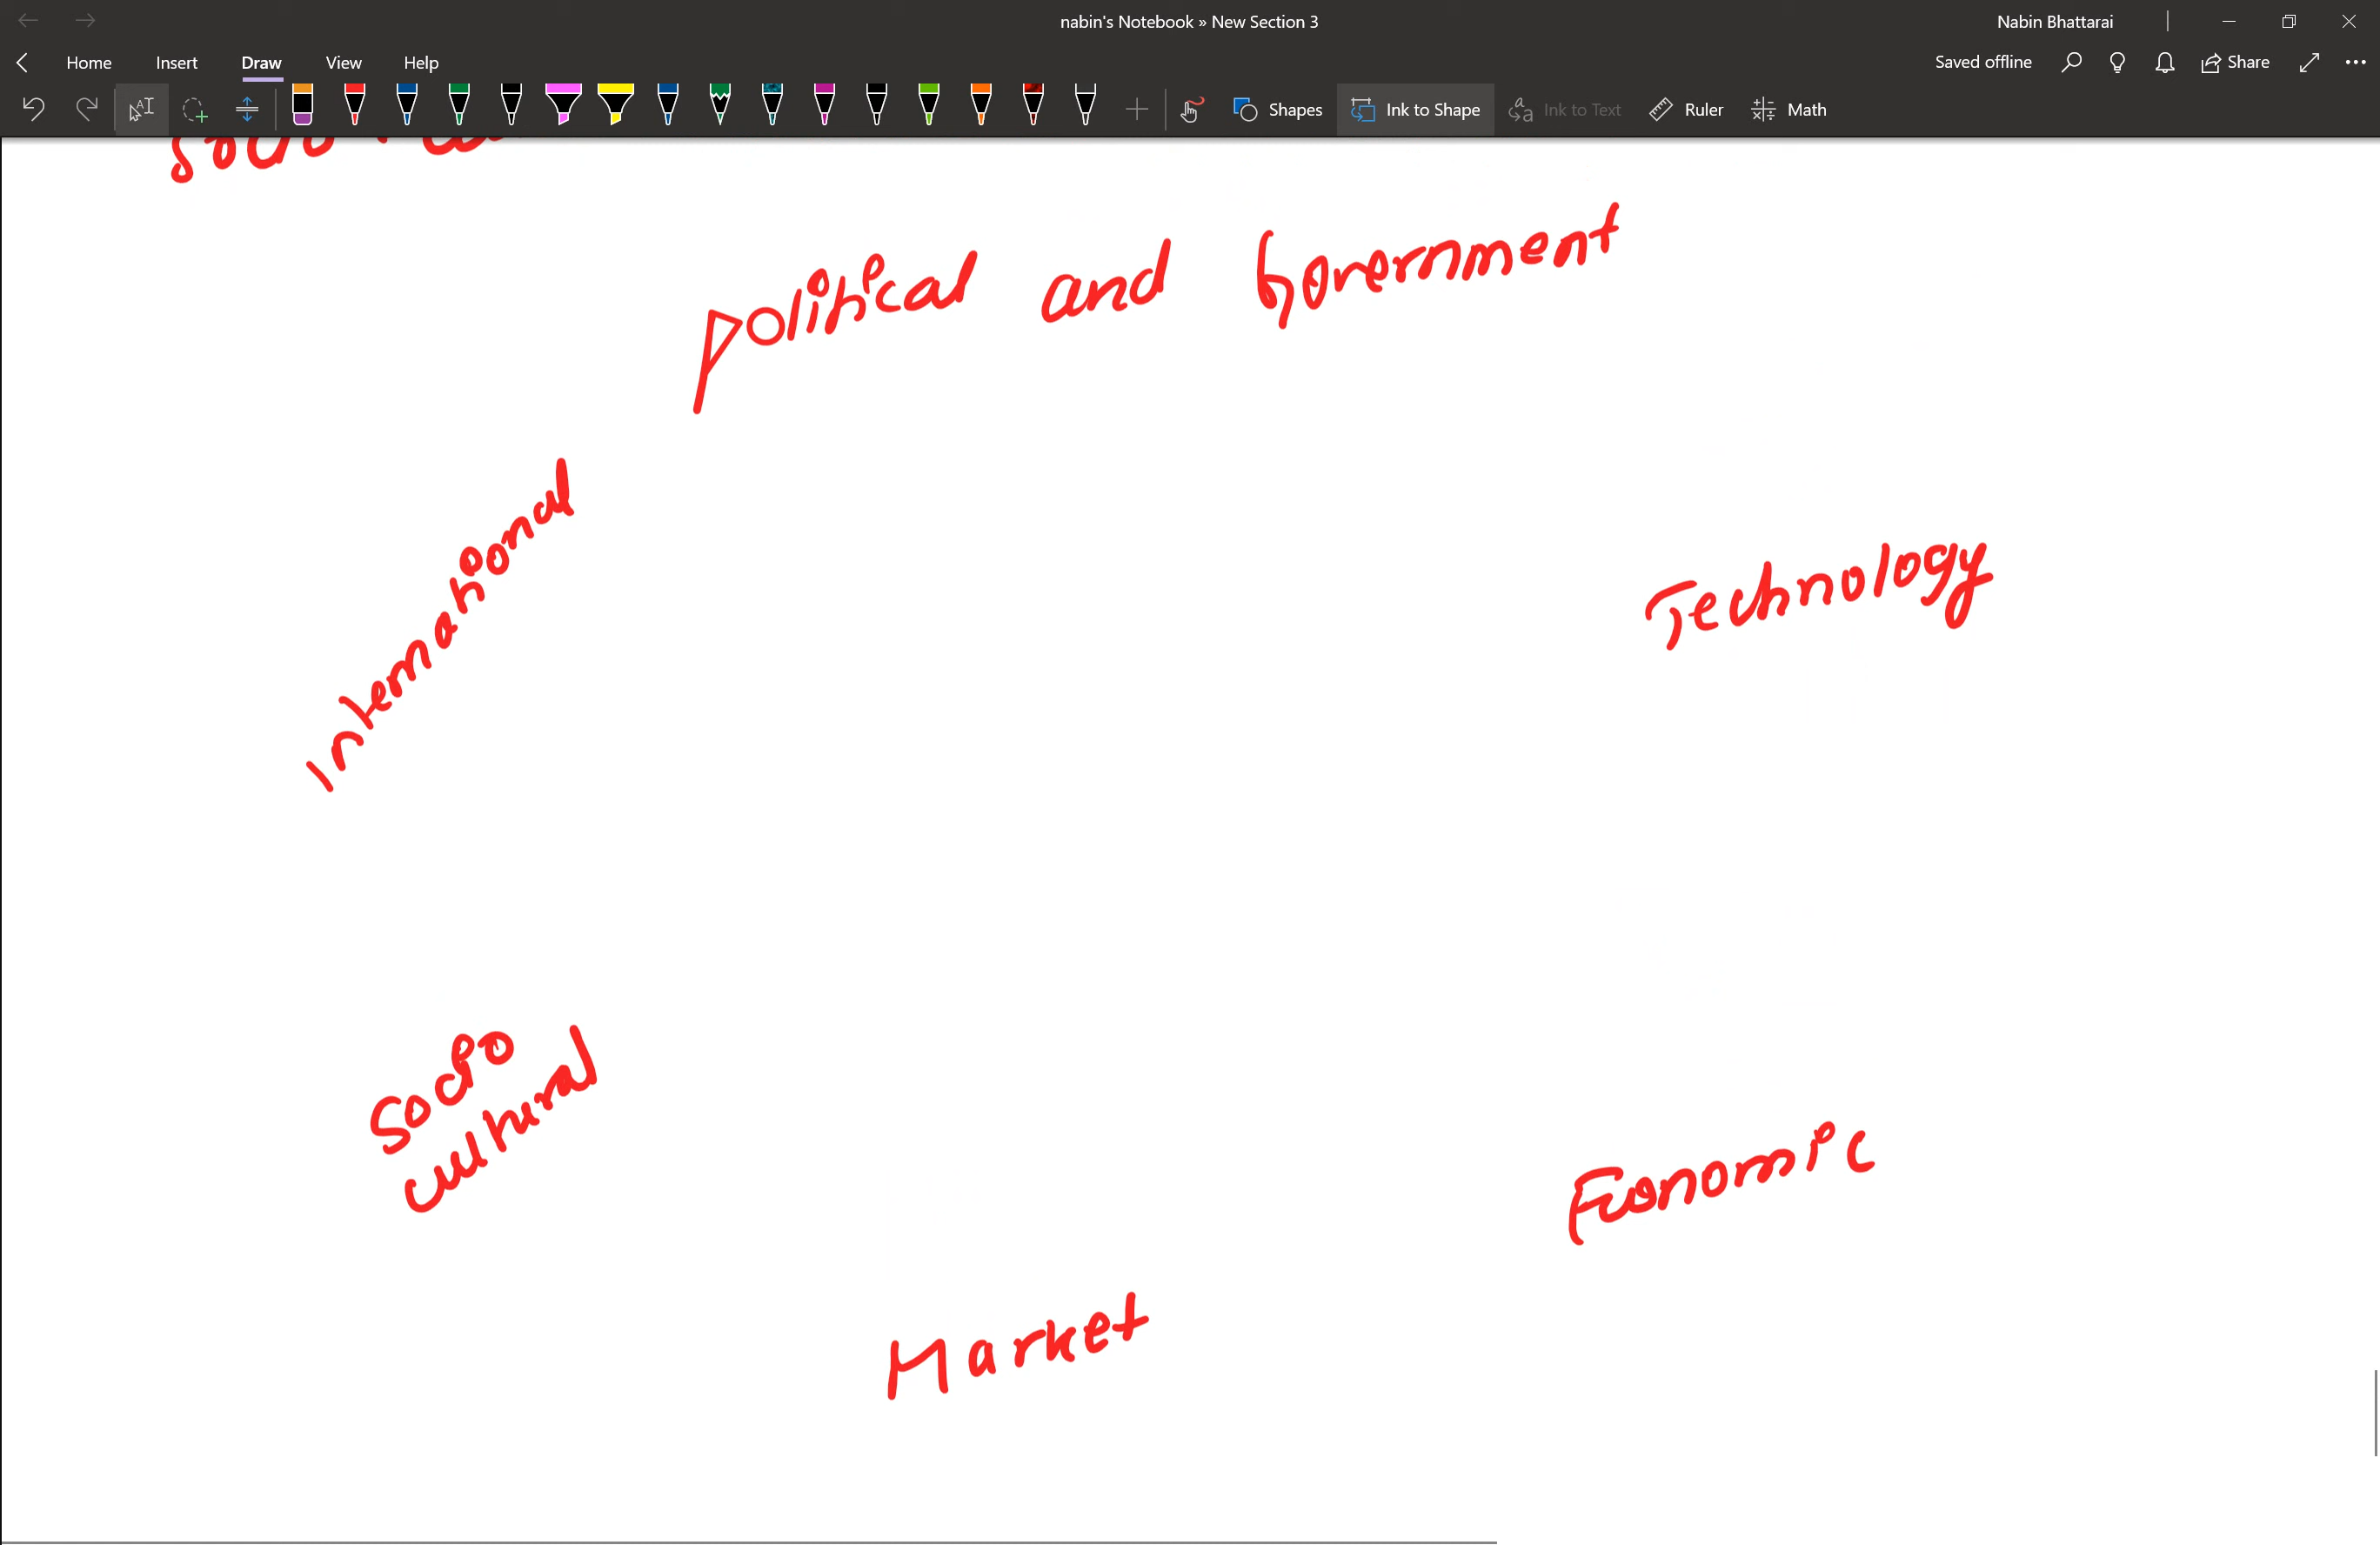 nabin's Notebook » New Section 3
Nabin Bhattarai
Home Insert Draw View Help
Saved offline
Share
Shapes
Ink to Shape
Ink to Text
Ruler
Math
Political and Government
International
Technology
Socio
cultural
Economic
Market